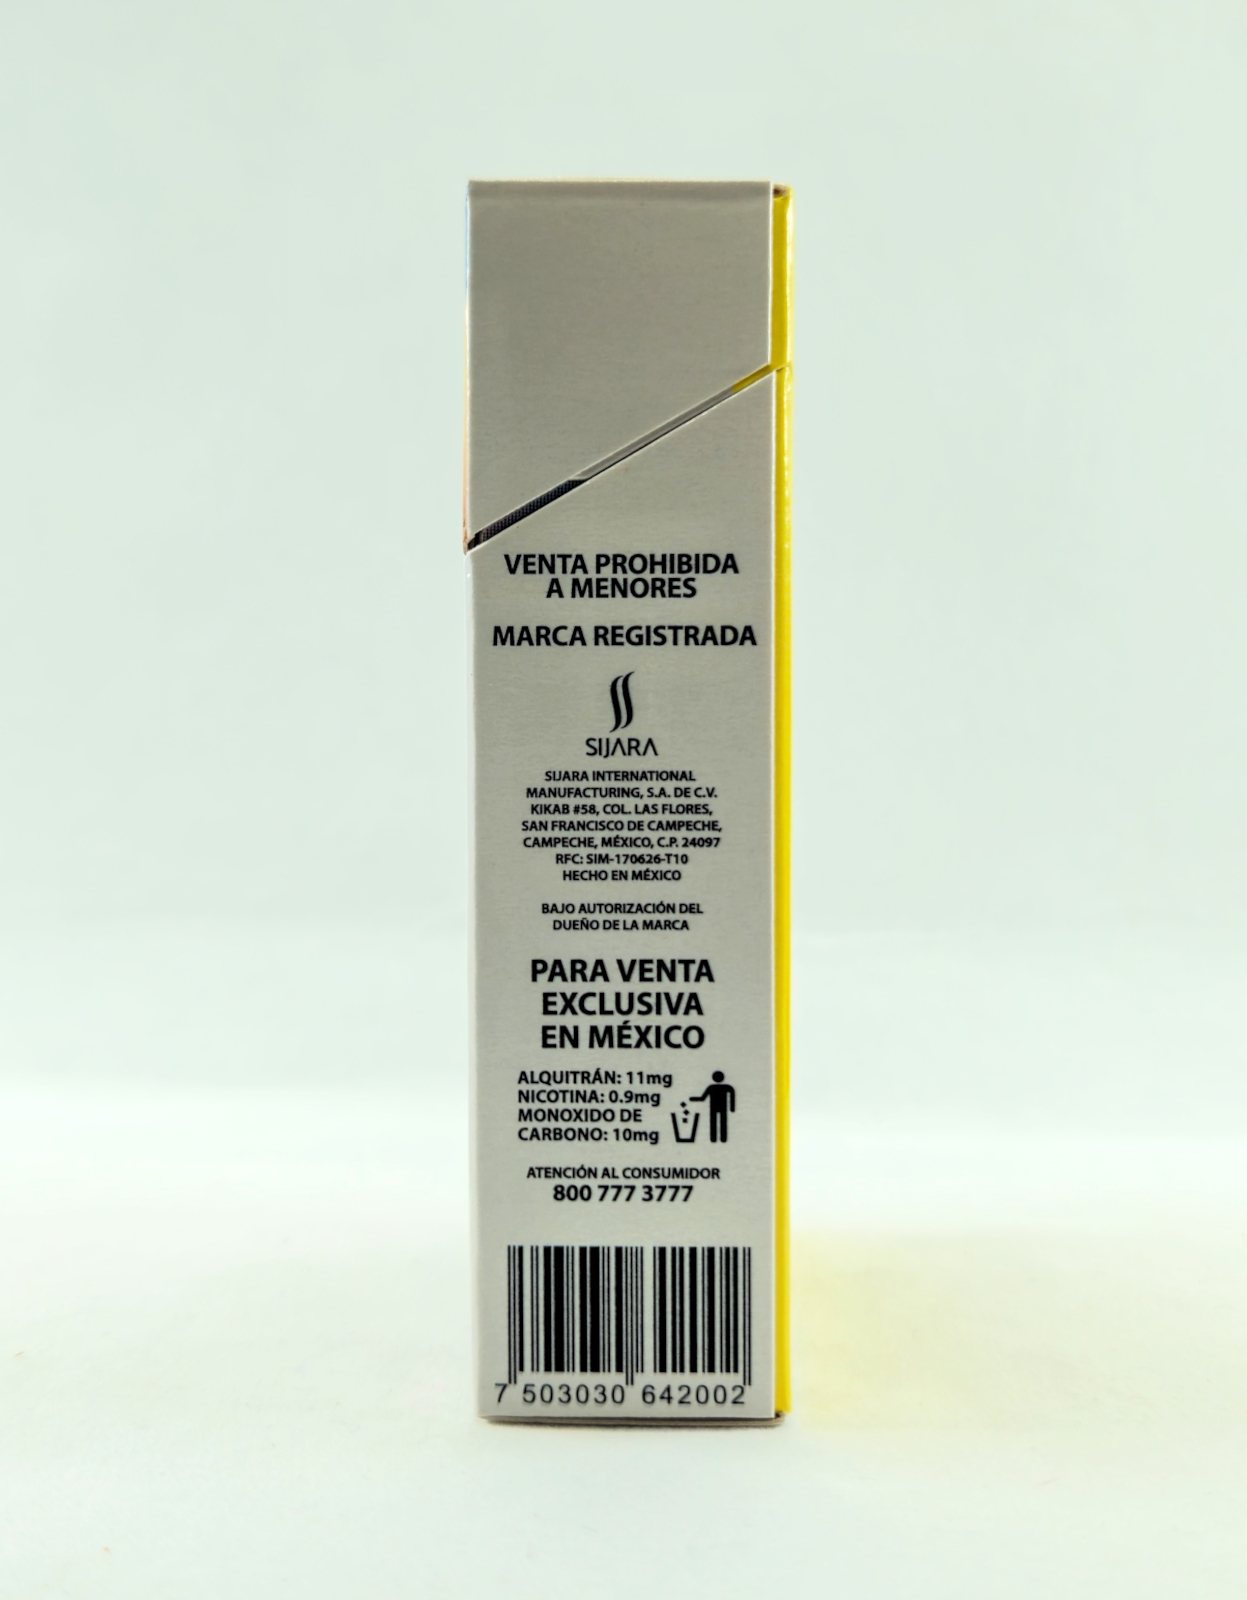 VENTA PROHIBIDA
A MENORES
MARCA REGISTRADA
SIJARA
SIJARA INTERNATIONAL
MANUFACTURING, S.A. DE C.V.
KIKAB #58, COL. LAS FLORES,
SAN FRANCISCO DE CAMPECHE,
CAMPECHE, MÉXICO, C.P. 24097
RFC: SIM-170626-T10
HECHO EN MÉXICO
BAJO AUTORIZACIÓN DEL
DUEÑO DE LA MARCA
PARA VENTA
EXCLUSIVA
EN MÉXICO
ALQUITRÁN: 11mg
NICOTINA: 0.9mg
MONOXIDO DE
CARBONO: 10mg
ATENCIÓN AL CONSUMIDOR
800 777 3777
7 503030 642002